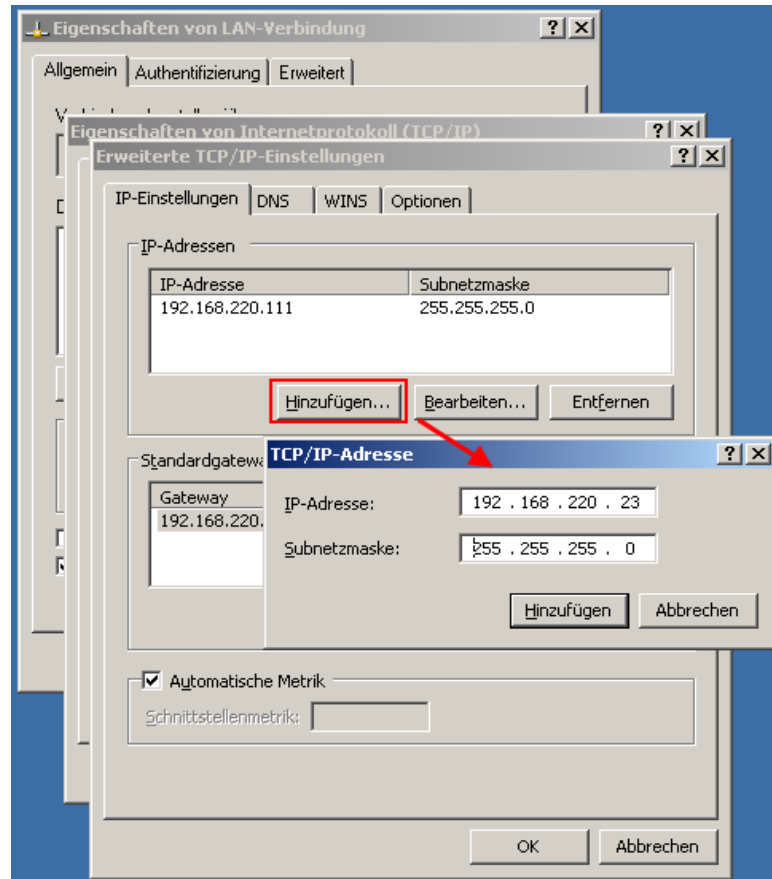 Eigenschaften von LAN-Verbindung
Allgemein Authentifizierung Erweitert
Eigenschaften von Internetprotokoll (TCP/IP)
Erweiterte TCP/IP-Einstellungen
IP-Einstellungen DNS WINS Optionen
IP-Adressen
IP-Adresse Subnetzmaske
192.168.220.111 255.255.255.0
Hinzufügen... Bearbeiten... Entfernen
TCP/IP-Adresse
Gateway
192.168.220.
IP-Adresse: 192 . 168 . 220 . 23
Subnetzmaske: 255 . 255 . 255 . 0
Hinzufügen Abbrechen
Automatische Metrik
Schnittstellenmetrik:
OK Abbrechen